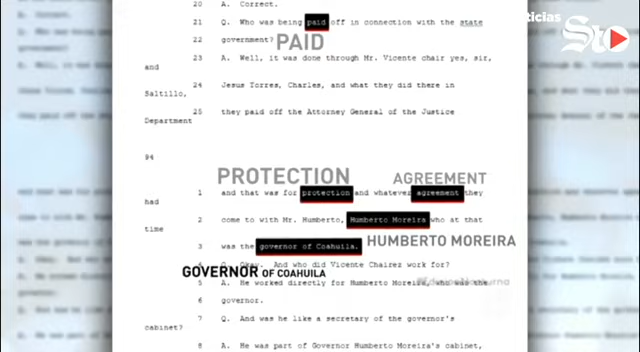 20 A. Correct.
21 Q. Who was being paid off in connection with the state
22 government?
PAID
23 A. Well, it was done through Mr. Vicente chair yes, sir,
and
24 Jesus Torres, Charles, and what they did there in
Saltillo,
25 they paid off the Attorney General of the Justice
Department
94
PROTECTION
AGREEMENT
1 and that was for protection and whatever agreement they
had
2 come to with Mr. Humberto, Humberto Moreira who at that
time
3 was the governor of Coahuila.
HUMBERTO MOREIRA
4 Q. Okay. And who did Vicente Chairez work for?
GOVERNOR OF COAHUILA
5 A. He worked directly for Humberto Moreira, who was the
6 governor.
7 Q. And was he like a secretary of the governor's
cabinet?
8 A. He was part of Governor Humberto Moreira's cabinet,
noticias